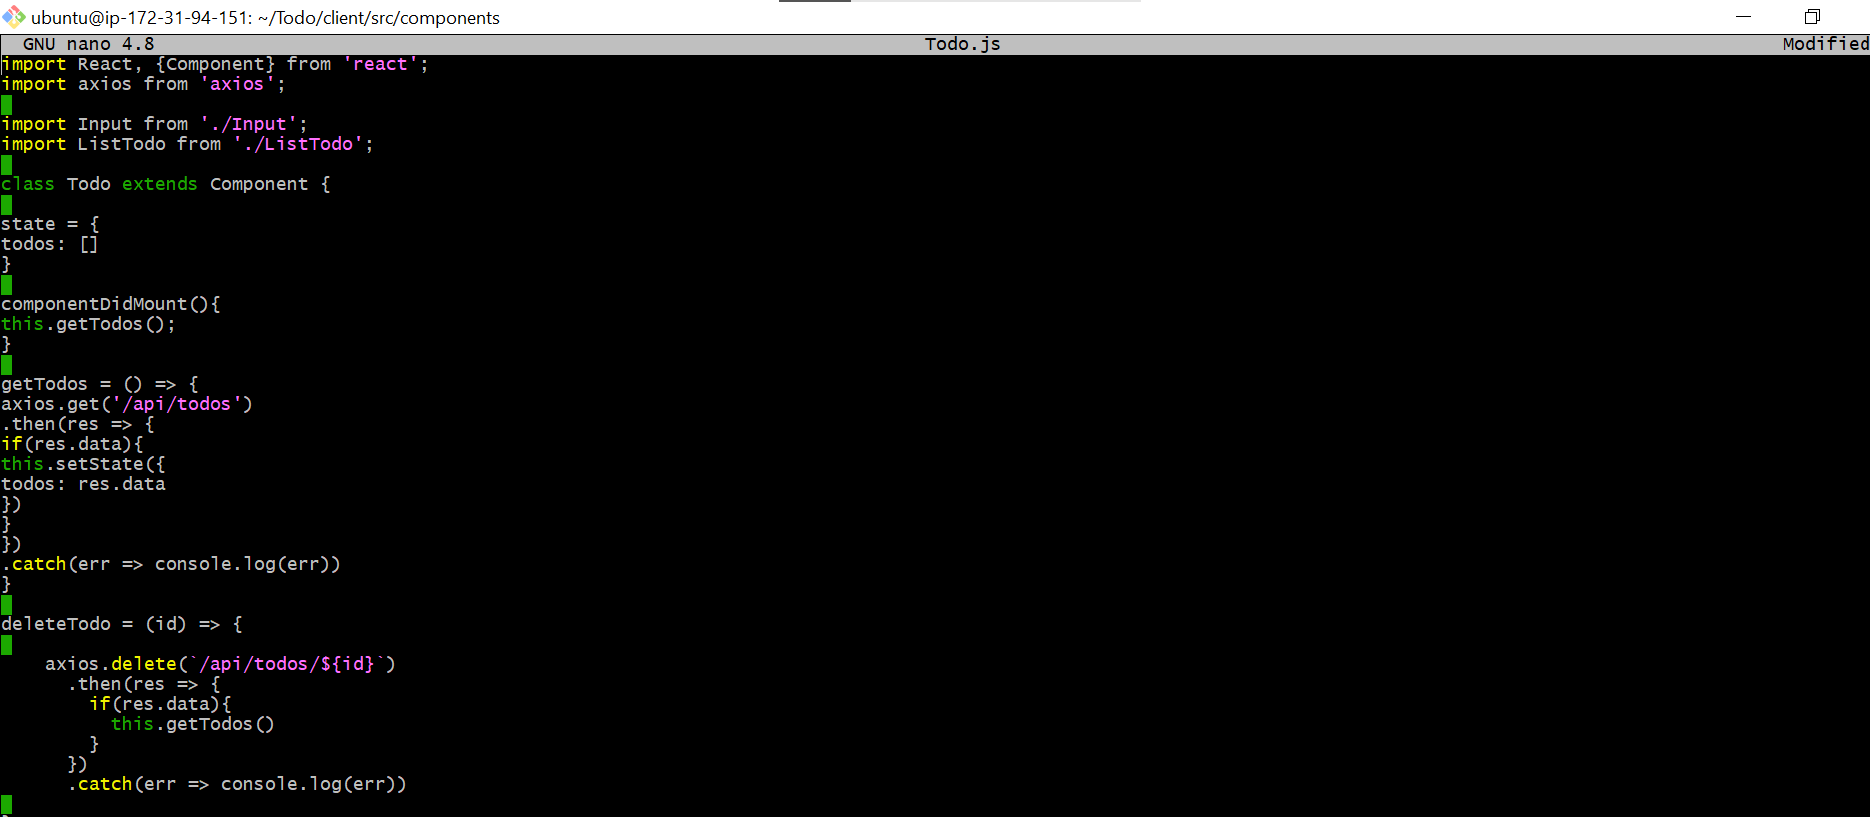 ubuntu@ip-172-31-94-151: ~/Todo/client/src/components
GNU nano 4.8 Todo.js Modified
import React, {Component} from 'react';
import axios from 'axios';

import Input from './Input';
import ListTodo from './ListTodo';

class Todo extends Component {

state = {
todos: []
}

componentDidMount(){
this.getTodos();
}

getTodos = () => {
axios.get('/api/todos')
.then(res => {
if(res.data){
this.setState({
todos: res.data
})
}
})
.catch(err => console.log(err))
}

deleteTodo = (id) => {

    axios.delete(`/api/todos/${id}`)
      .then(res => {
        if(res.data){
          this.getTodos()
        }
      })
      .catch(err => console.log(err))